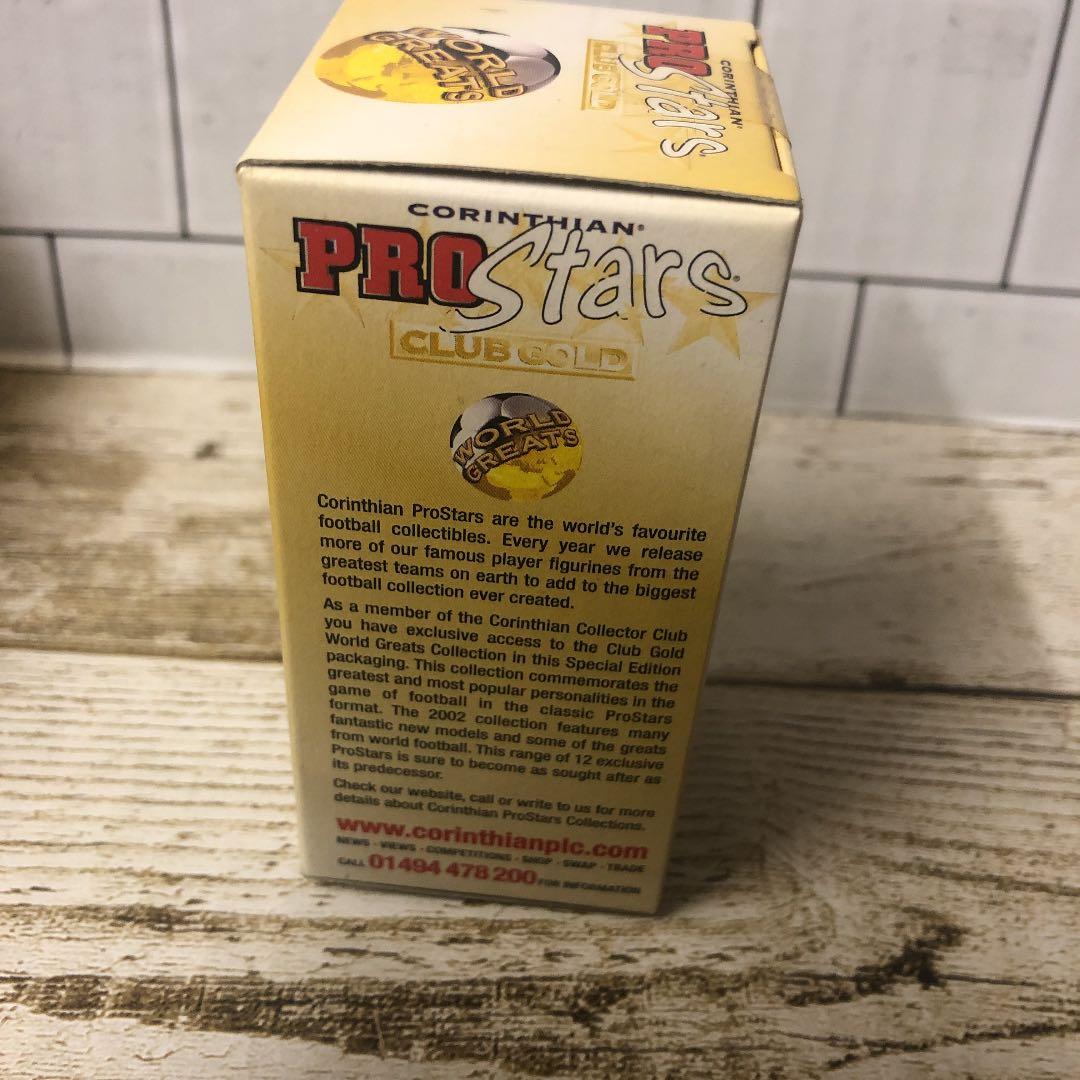 WORLD
GREATS
CORINTHIAN
PROStars
CLUB GOLD
CORINTHIAN®
PROStars®
CLUB GOLD
WORLD
GREATS
Corinthian ProStars are the world's favourite
football collectibles. Every year we release
more of our famous player figurines from the
greatest teams on earth to add to the biggest
football collection ever created.
As a member of the Corinthian Collector Club
you have exclusive access to the Club Gold
World Greats Collection in this Special Edition
packaging. This collection commemorates the
greatest and most popular personalities in the
game of football in the classic ProStars
format. The 2002 collection features many
fantastic new models and some of the greats
from world football. This range of 12 exclusive
ProStars is sure to become as sought after as
its predecessor.
Check our website, call or write to us for more
details about Corinthian ProStars Collections.
www.corinthianplc.com
NEWS - VIEWS - COMPETITIONS - SHOP - SWAP - TRADE
CALL 01494 478 200 FOR INFORMATION